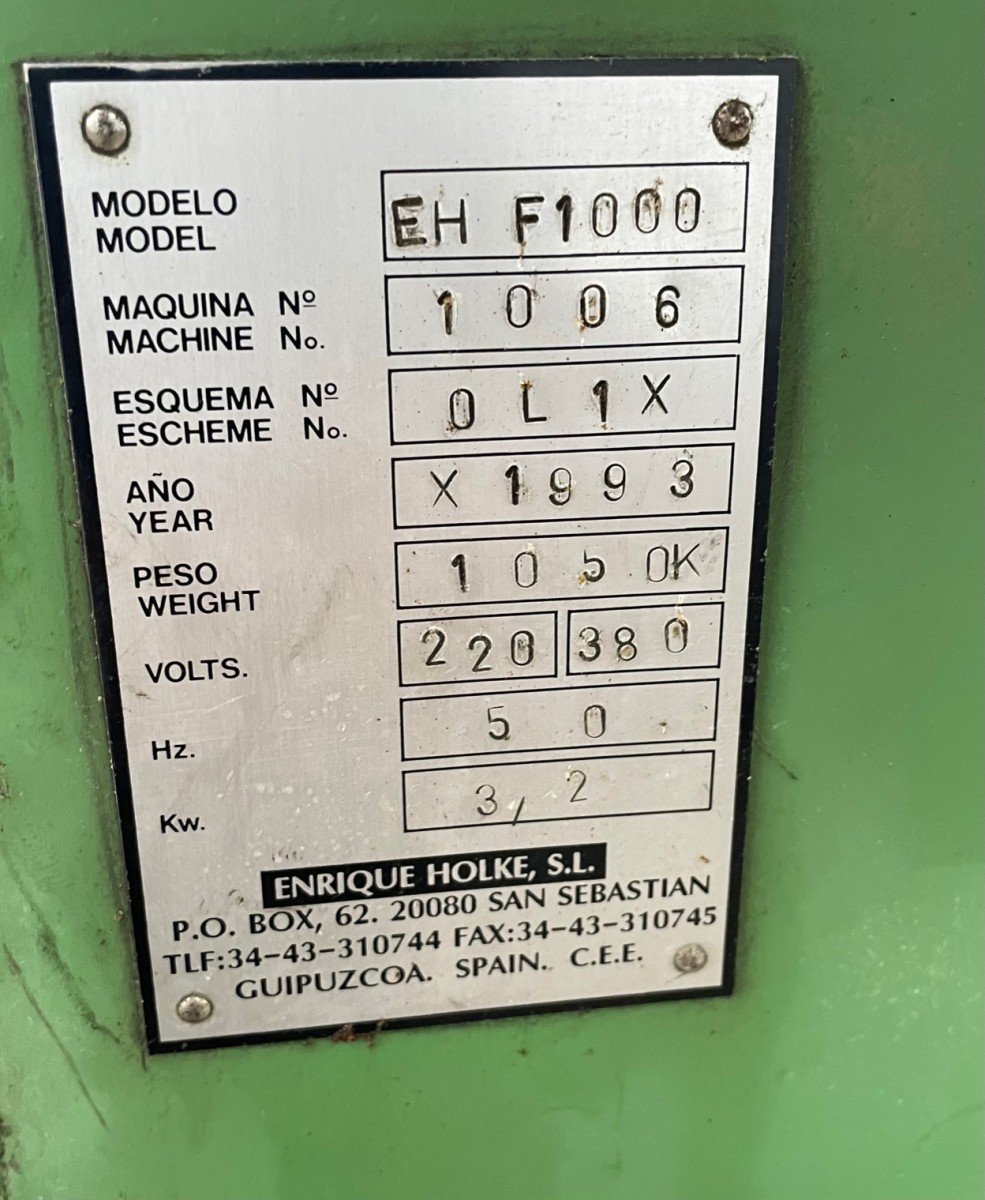 MODELO
MODEL
EH F1000
MAQUINA Nº
MACHINE No.
1006
ESQUEMA Nº
ESCHEME No.
0L1X
AÑO
YEAR
X 1993
PESO
WEIGHT
1050K
VOLTS.
220 380
Hz.
50
Kw.
3,2
ENRIQUE HOLKE, S.L.
P.O. BOX, 62. 20080 SAN SEBASTIAN
TLF:34-43-310744 FAX:34-43-310745
GUIPUZCOA. SPAIN. C.E.E.